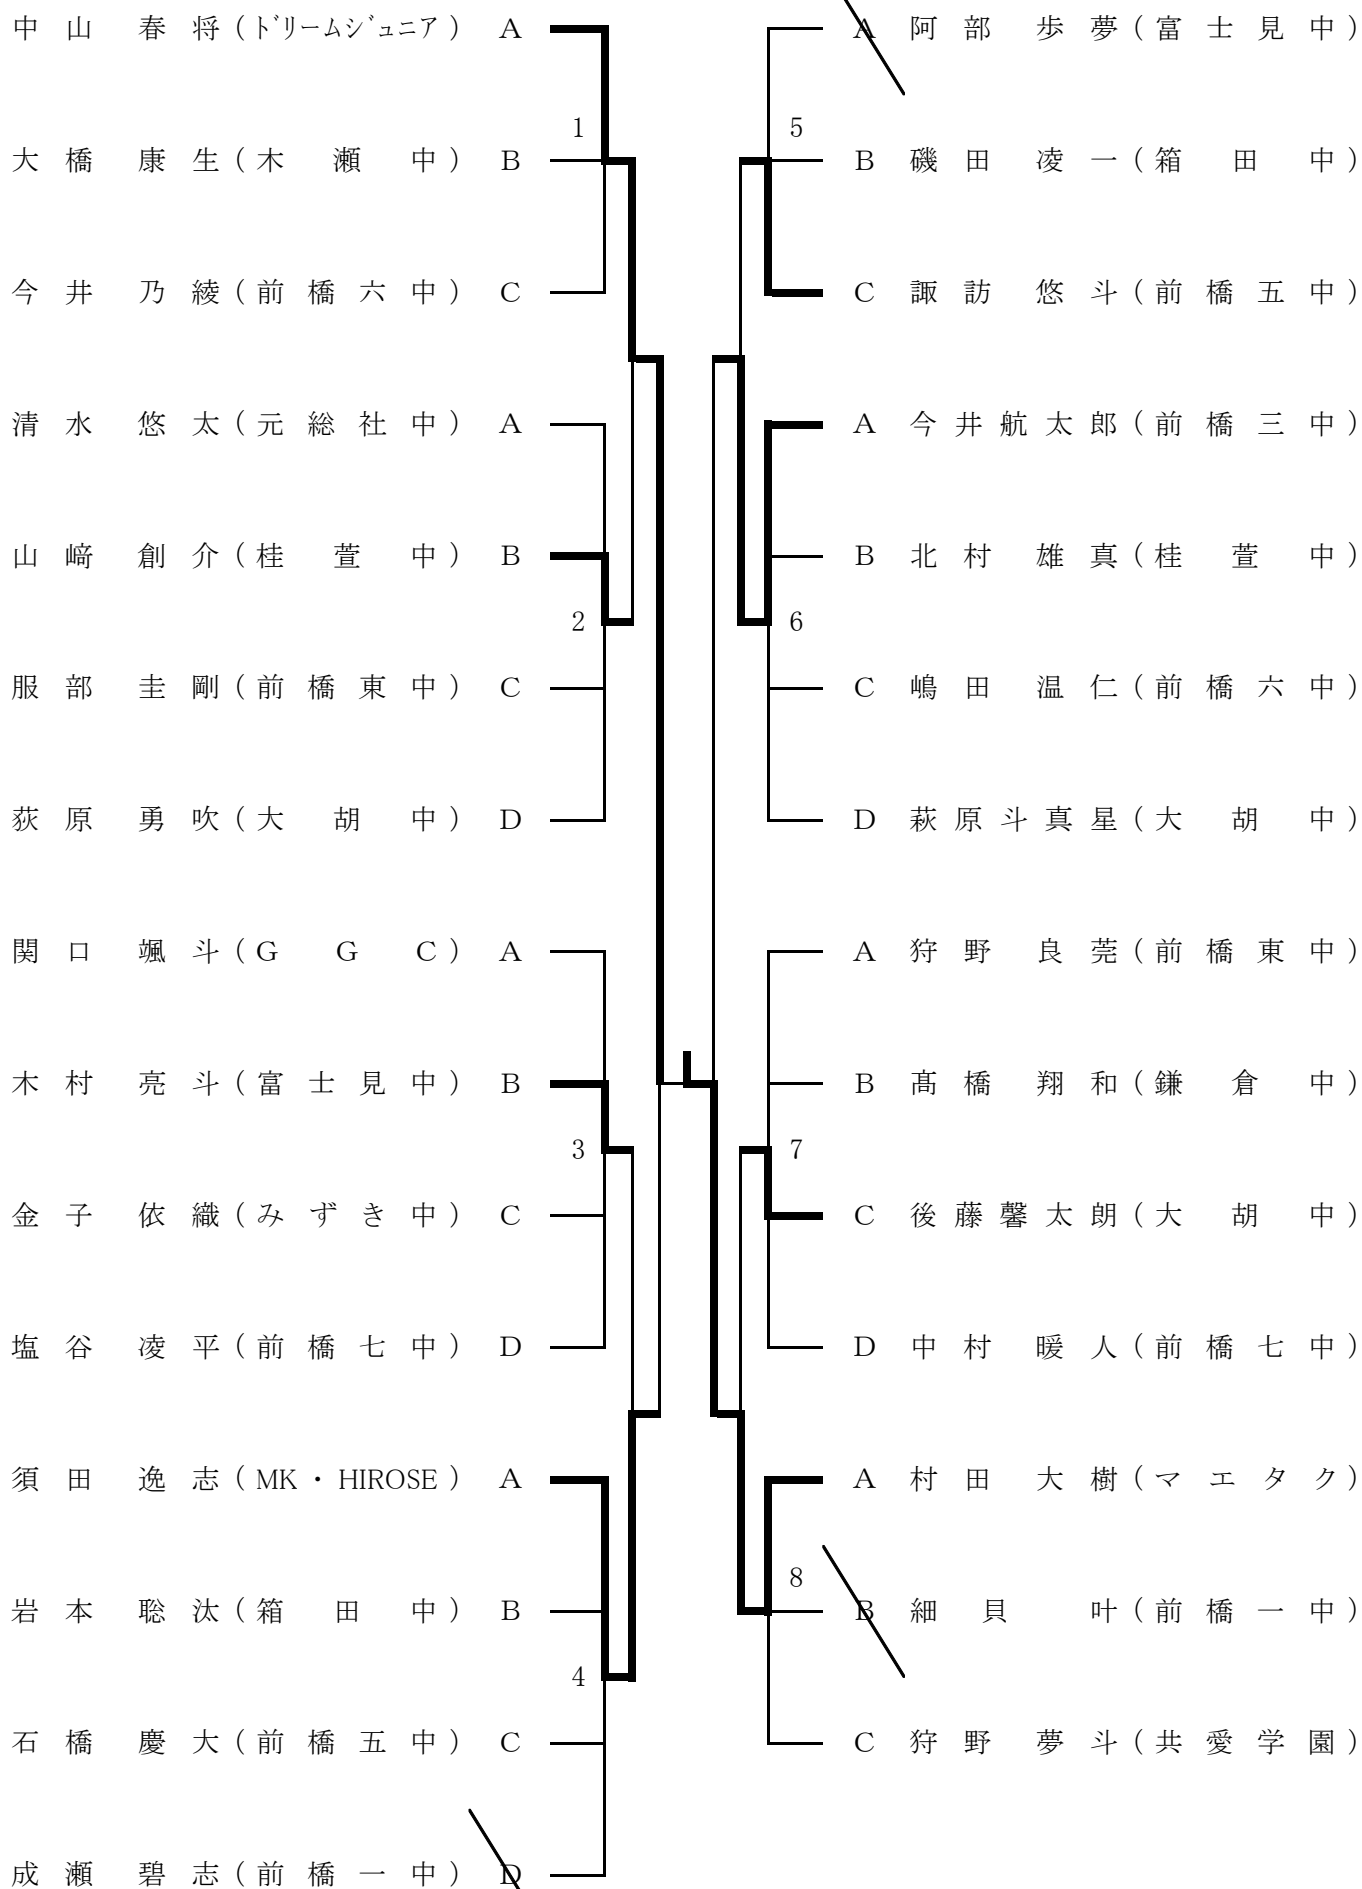 中山 春将(ドリームジュニア) A
1
大橋 康生(木瀬中) B
今井 乃綾(前橋六中) C
清水 悠太(元総社中) A
山﨑 創介(桂萱中) B
2
服部 圭剛(前橋東中) C
荻原 勇吹(大胡中) D
関口 颯斗(GGC) A
木村 亮斗(富士見中) B
3
金子 依織(みずき中) C
塩谷 凌平(前橋七中) D
須田 逸志(MK・HIROSE) A
岩本 聡汰(箱田中) B
4
石橋 慶大(前橋五中) C
成瀬 碧志(前橋一中) D
A 阿部 歩夢(富士見中)
5
B 磯田 凌一(箱田中)
C 諏訪 悠斗(前橋五中)
A 今井航太郎(前橋三中)
B 北村 雄真(桂萱中)
6
C 嶋田 温仁(前橋六中)
D 萩原斗真星(大胡中)
A 狩野 良莞(前橋東中)
B 髙橋 翔和(鎌倉中)
7
C 後藤馨太朗(大胡中)
D 中村 暖人(前橋七中)
A 村田 大樹(マエタク)
8
B 細貝 叶(前橋一中)
C 狩野 夢斗(共愛学園)